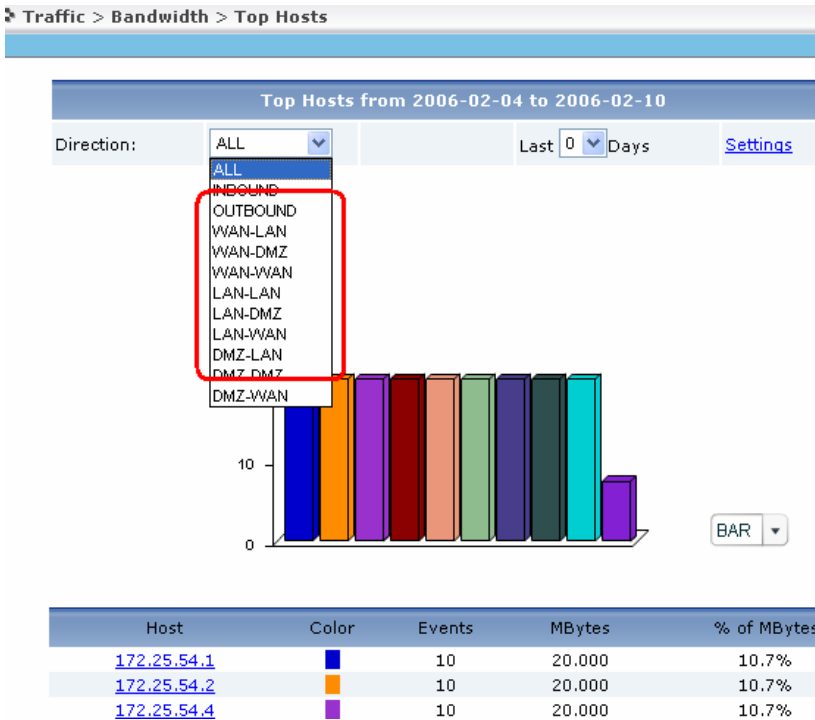 Traffic > Bandwidth > Top Hosts
Top Hosts from 2006-02-04 to 2006-02-10
Direction: ALL Last 0 Days Settings
ALL
INBOUND
OUTBOUND
WAN-LAN
WAN-DMZ
WAN-WAN
LAN-LAN
LAN-DMZ
LAN-WAN
DMZ-LAN
DMZ-DMZ
DMZ-WAN
10
0
BAR
Host Color Events MBytes % of MBytes
172.25.54.1 10 20.000 10.7%
172.25.54.2 10 20.000 10.7%
172.25.54.4 10 20.000 10.7%